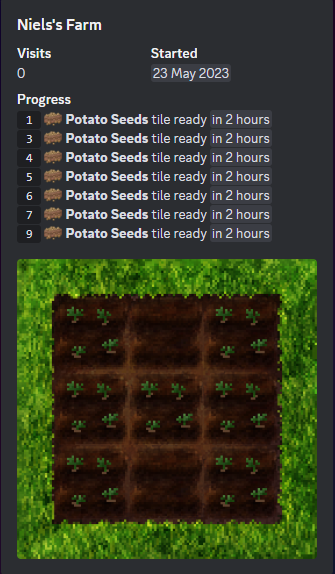 Niels's Farm
Visits Started
0 23 May 2023
Progress
1 Potato Seeds tile ready in 2 hours
3 Potato Seeds tile ready in 2 hours
4 Potato Seeds tile ready in 2 hours
5 Potato Seeds tile ready in 2 hours
6 Potato Seeds tile ready in 2 hours
7 Potato Seeds tile ready in 2 hours
9 Potato Seeds tile ready in 2 hours